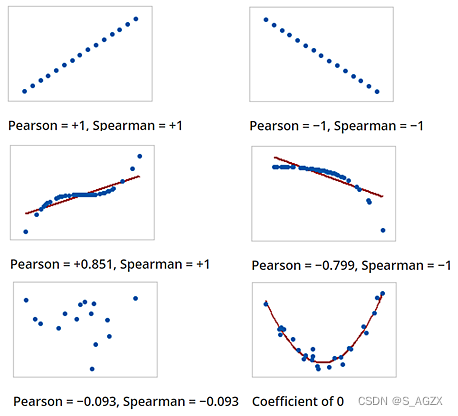 Pearson = +1, Spearman = +1
Pearson = −1, Spearman = −1
Pearson = +0.851, Spearman = +1
Pearson = −0.799, Spearman = −1
Pearson = −0.093, Spearman = −0.093
Coefficient of 0
CSDN @S_AGZX